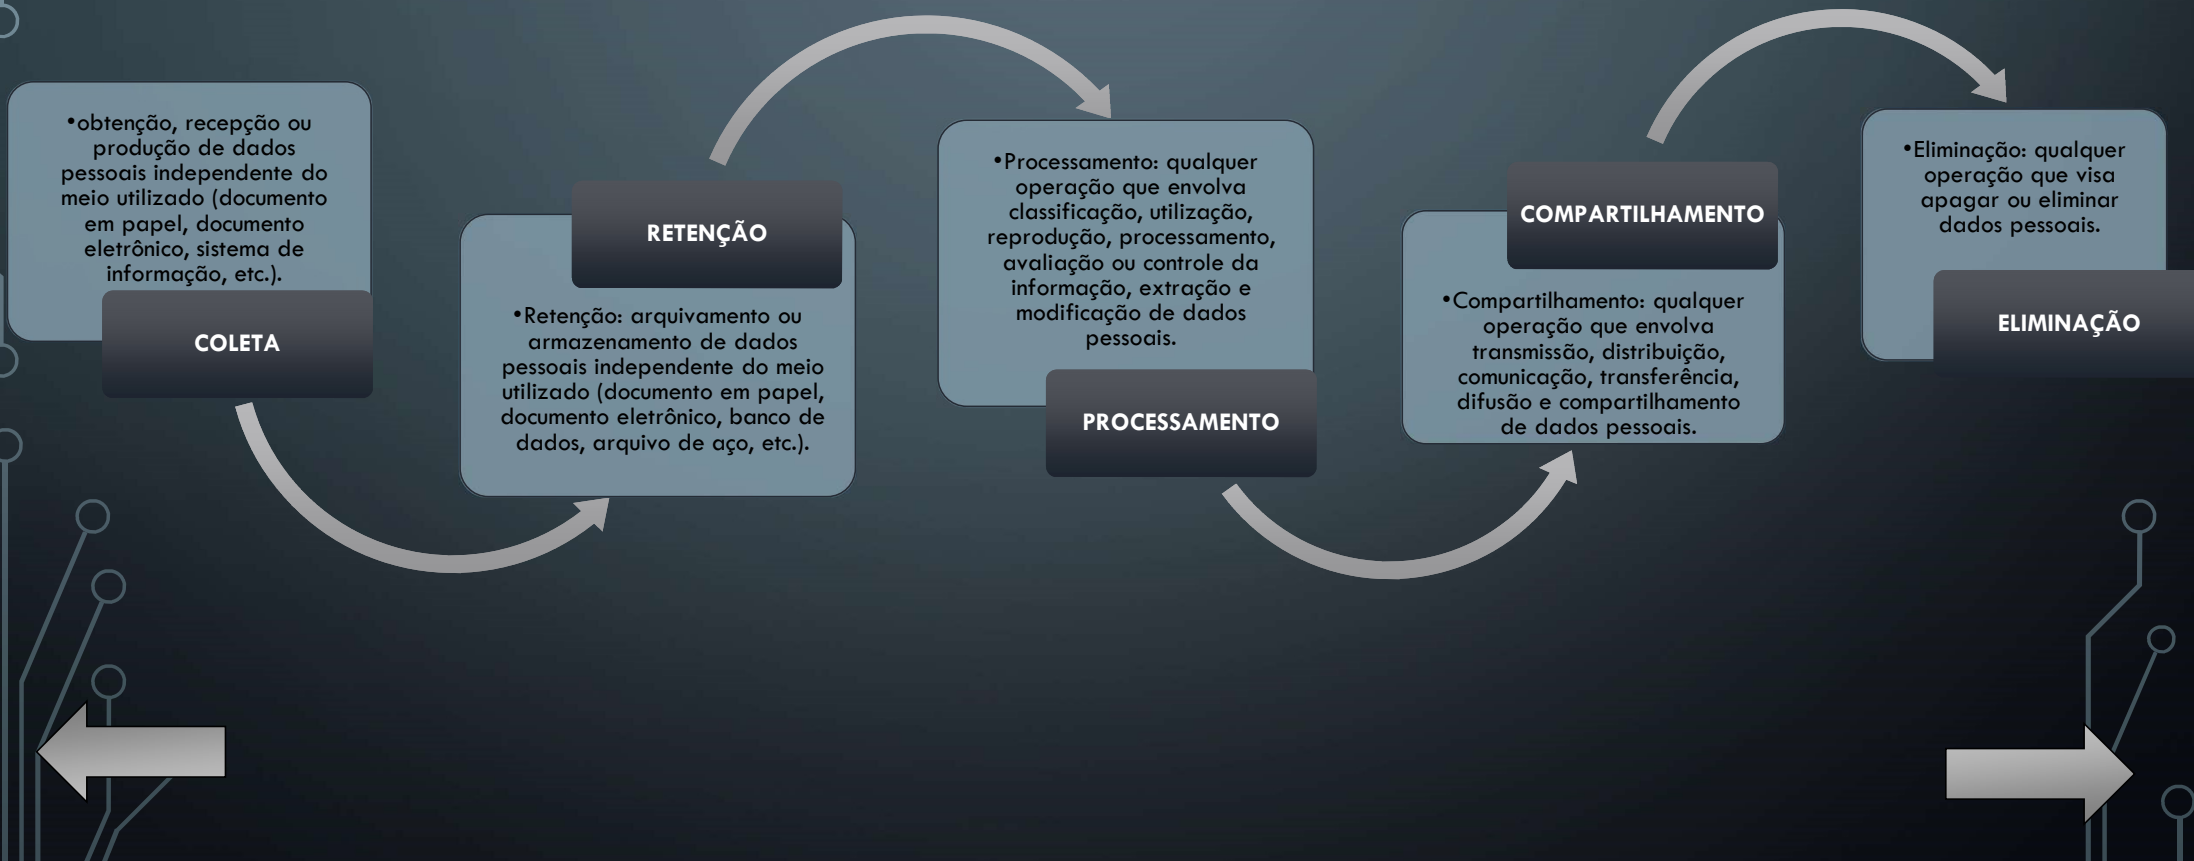 •obtenção, recepção ou
produção de dados
pessoais independente do
meio utilizado (documento
em papel, documento
eletrônico, sistema de
informação, etc.).
COLETA
RETENÇÃO
•Retenção: arquivamento ou
armazenamento de dados
pessoais independente do meio
utilizado (documento em papel,
documento eletrônico, banco de
dados, arquivo de aço, etc.).
•Processamento: qualquer
operação que envolva
classificação, utilização,
reprodução, processamento,
avaliação ou controle da
informação, extração e
modificação de dados
pessoais.
PROCESSAMENTO
COMPARTILHAMENTO
•Compartilhamento: qualquer
operação que envolva
transmissão, distribuição,
comunicação, transferência,
difusão e compartilhamento
de dados pessoais.
•Eliminação: qualquer
operação que visa
apagar ou eliminar
dados pessoais.
ELIMINAÇÃO